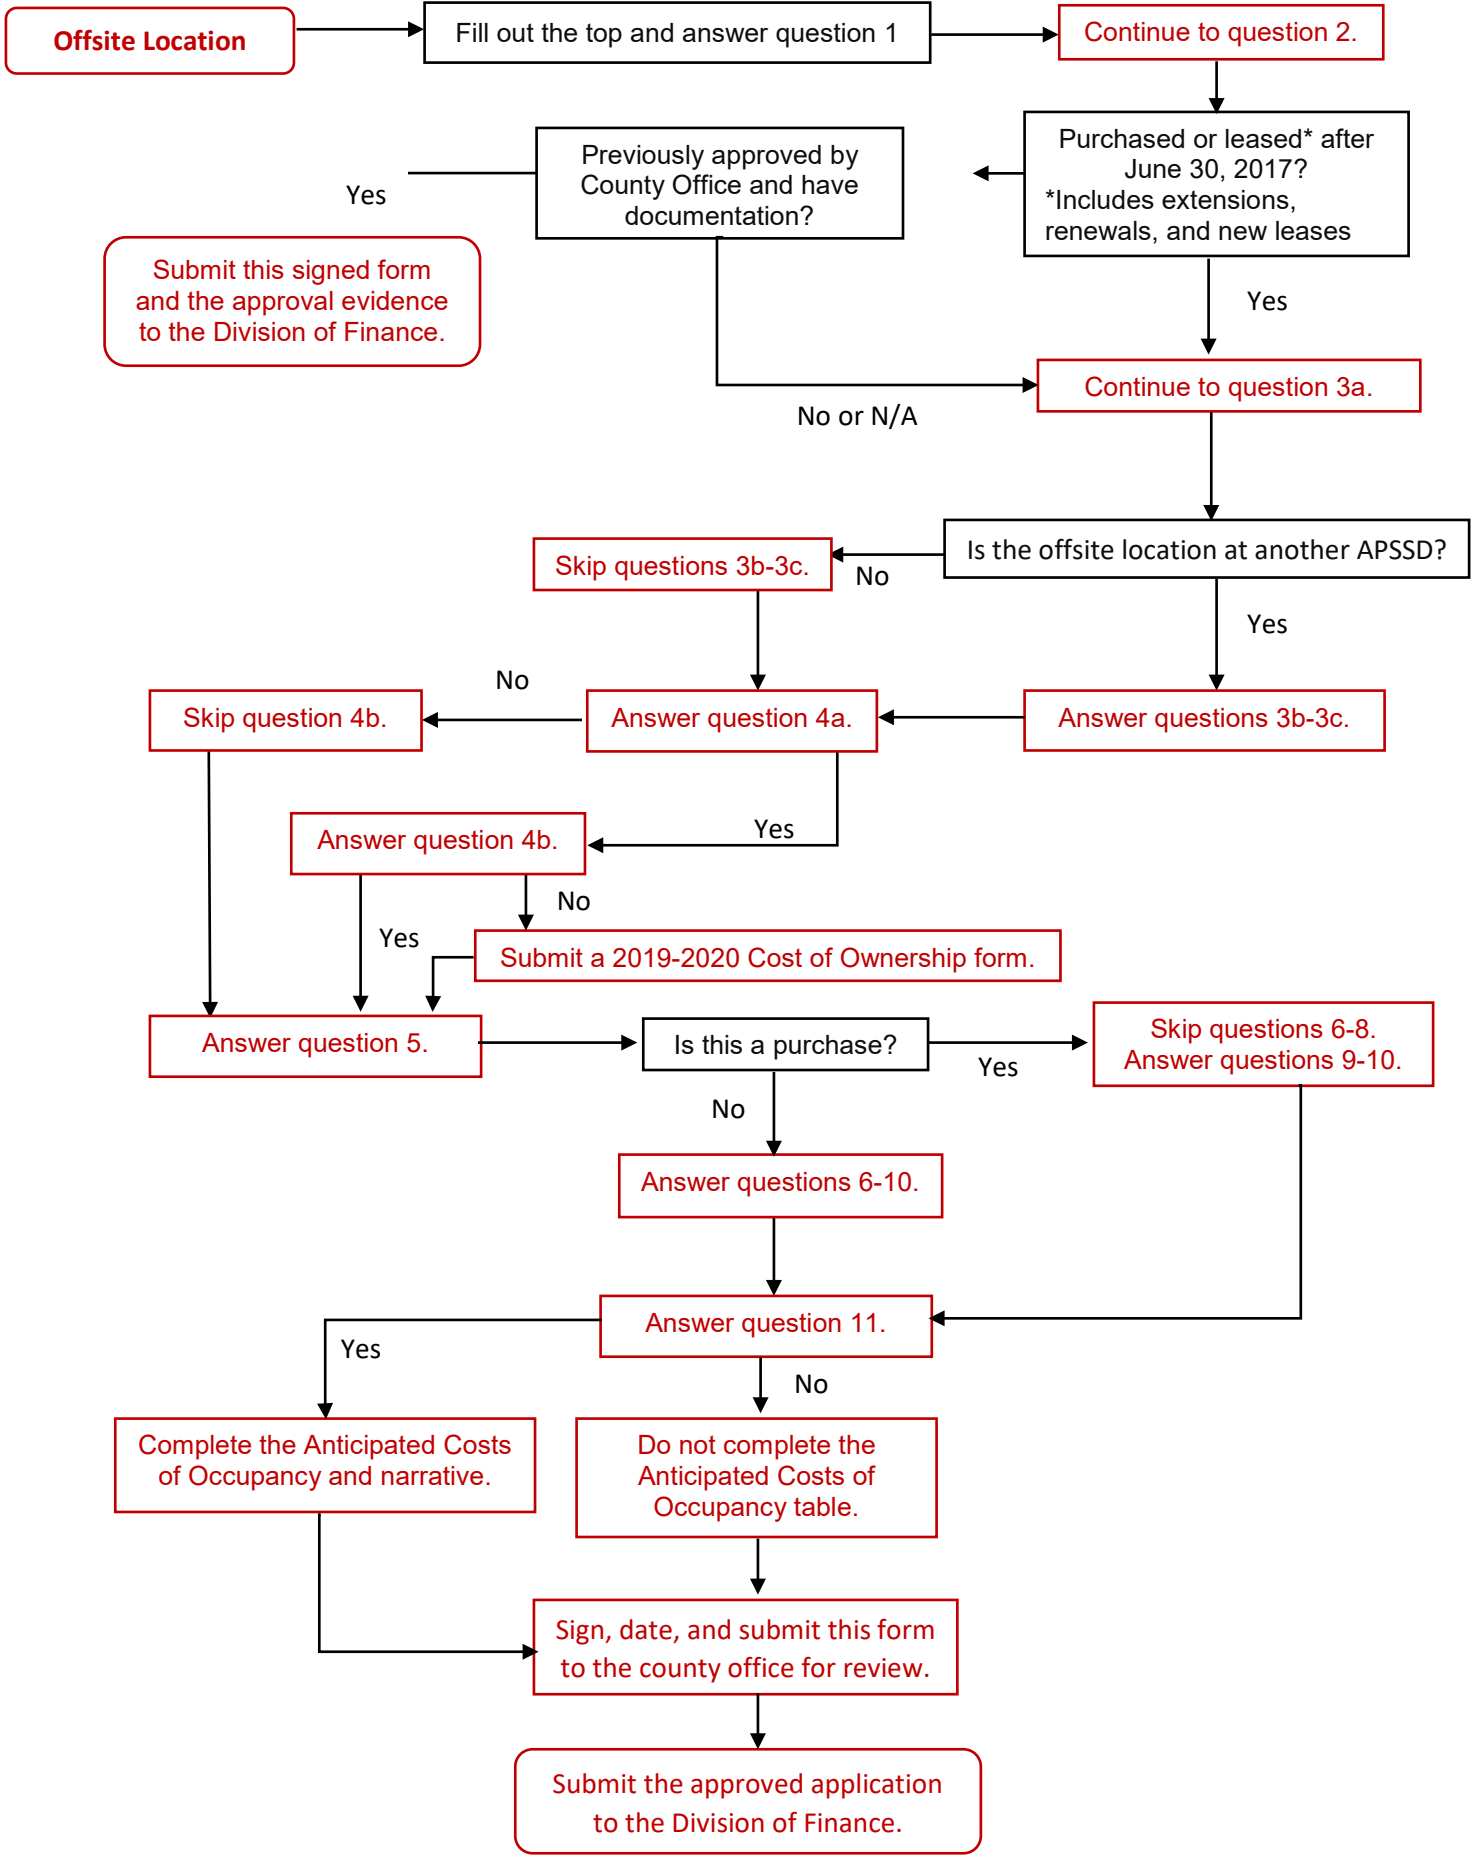 Offsite Location
Fill out the top and answer question 1
Continue to question 2.
Purchased or leased* after
June 30, 2017?
*Includes extensions,
renewals, and new leases
Previously approved by
County Office and have
documentation?
Yes
Submit this signed form
and the approval evidence
to the Division of Finance.
Yes
Continue to question 3a.
No or N/A
Is the offsite location at another APSSD?
No
Skip questions 3b-3c.
Yes
Answer questions 3b-3c.
Answer question 4a.
No
Skip question 4b.
Yes
Answer question 4b.
No
Yes
Submit a 2019-2020 Cost of Ownership form.
Answer question 5.
Is this a purchase?
Yes
Skip questions 6-8.
Answer questions 9-10.
No
Answer questions 6-10.
Answer question 11.
Yes
No
Complete the Anticipated Costs
of Occupancy and narrative.
Do not complete the
Anticipated Costs of
Occupancy table.
Sign, date, and submit this form
to the county office for review.
Submit the approved application
to the Division of Finance.